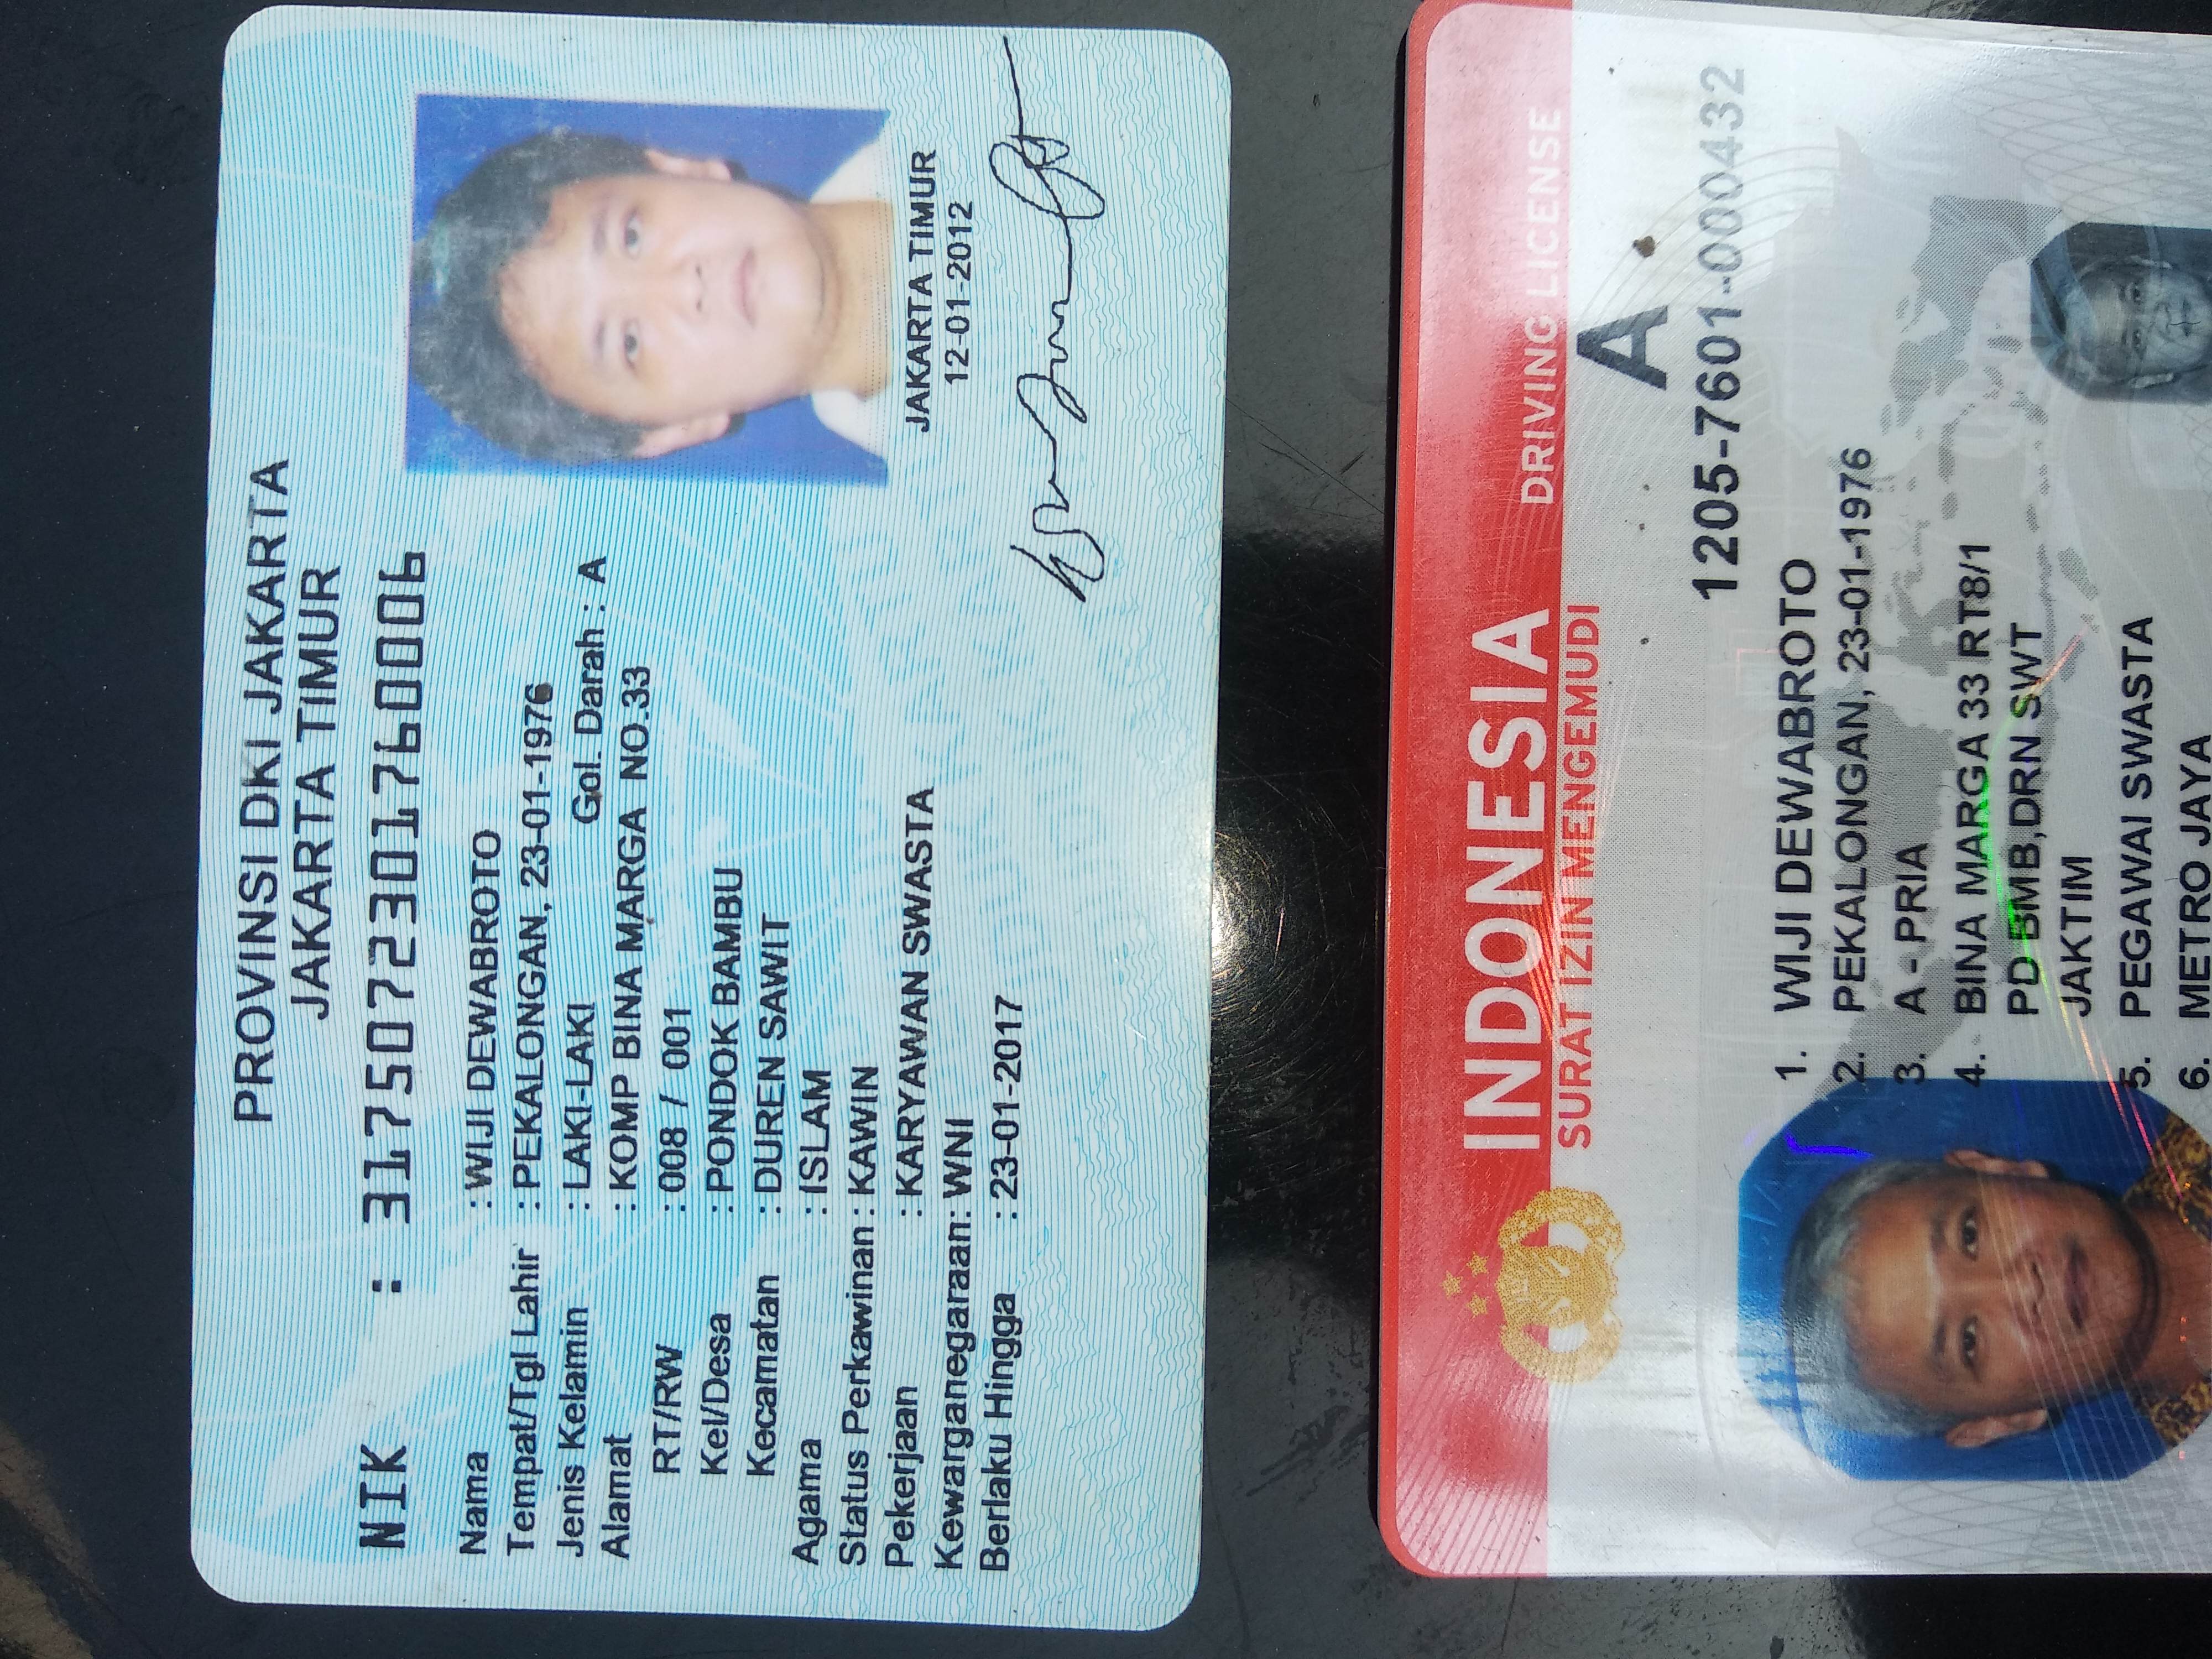 PROVINSI DKI JAKARTA
JAKARTA TIMUR
NIK : 3175072301760006
Nama : WIJI DEWABROTO
Tempat/Tgl Lahir : PEKALONGAN, 23-01-1976
Jenis Kelamin : LAKI-LAKI Gol. Darah : A
Alamat : KOMP BINA MARGA NO.33
RT/RW : 008 / 001
Kel/Desa : PONDOK BAMBU
Kecamatan : DUREN SAWIT
Agama : ISLAM
Status Perkawinan : KAWIN
Pekerjaan : KARYAWAN SWASTA
Kewarganegaraan: WNI
Berlaku Hingga : 23-01-2017
JAKARTA TIMUR
12-01-2012
INDONESIA
SURAT IZIN MENGEMUDI
DRIVING LICENSE
A
1205-7601-000432
1. WIJI DEWABROTO
2. PEKALONGAN, 23-01-1976
3. A - PRIA
4. BINA MARGA 33 RT8/1
PD BMB,DRN SWT
JAKTIM
5. PEGAWAI SWASTA
6. METRO JAYA